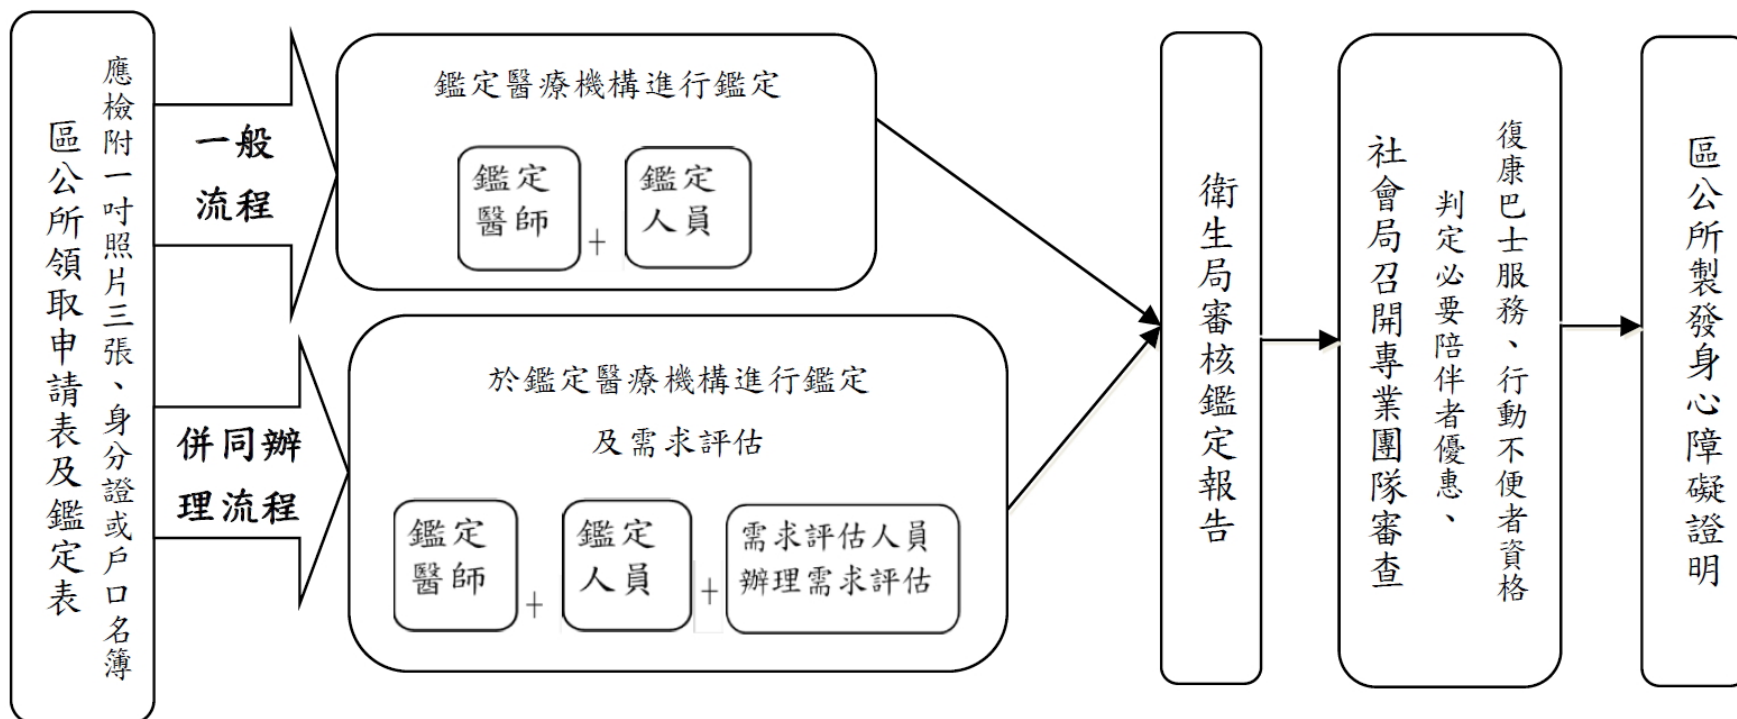 區公所領取申請表及鑑定表
應檢附一吋照片三張、身分證或戶口名簿
一般
流程
鑑定醫療機構進行鑑定
鑑定
醫師
+
鑑定
人員
併同辦
理流程
於鑑定醫療機構進行鑑定
及需求評估
鑑定
醫師
+
鑑定
人員
+
需求評估人員
辦理需求評估
衛生局審核鑑定報告
社會局召開專業團隊審查
判定必要陪伴者優惠、
復康巴士服務、行動不便者資格
區公所製發身心障礙證明